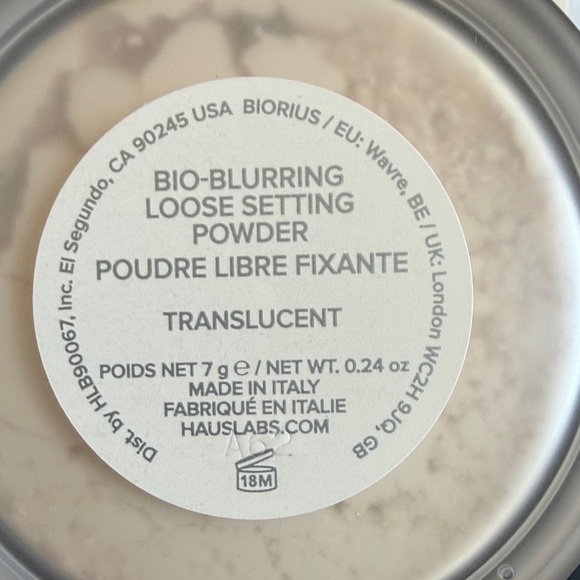 Dist. by HLB90067, Inc. El Segundo, CA 90245 USA BIORIUS / EU: Wavre, BE / UK: London WC2H 9JQ, GB
BIO-BLURRING
LOOSE SETTING
POWDER
POUDRE LIBRE FIXANTE
TRANSLUCENT
POIDS NET 7 g ℮ / NET WT. 0.24 oz
MADE IN ITALY
FABRIQUÉ EN ITALIE
HAUSLABS.COM
18M